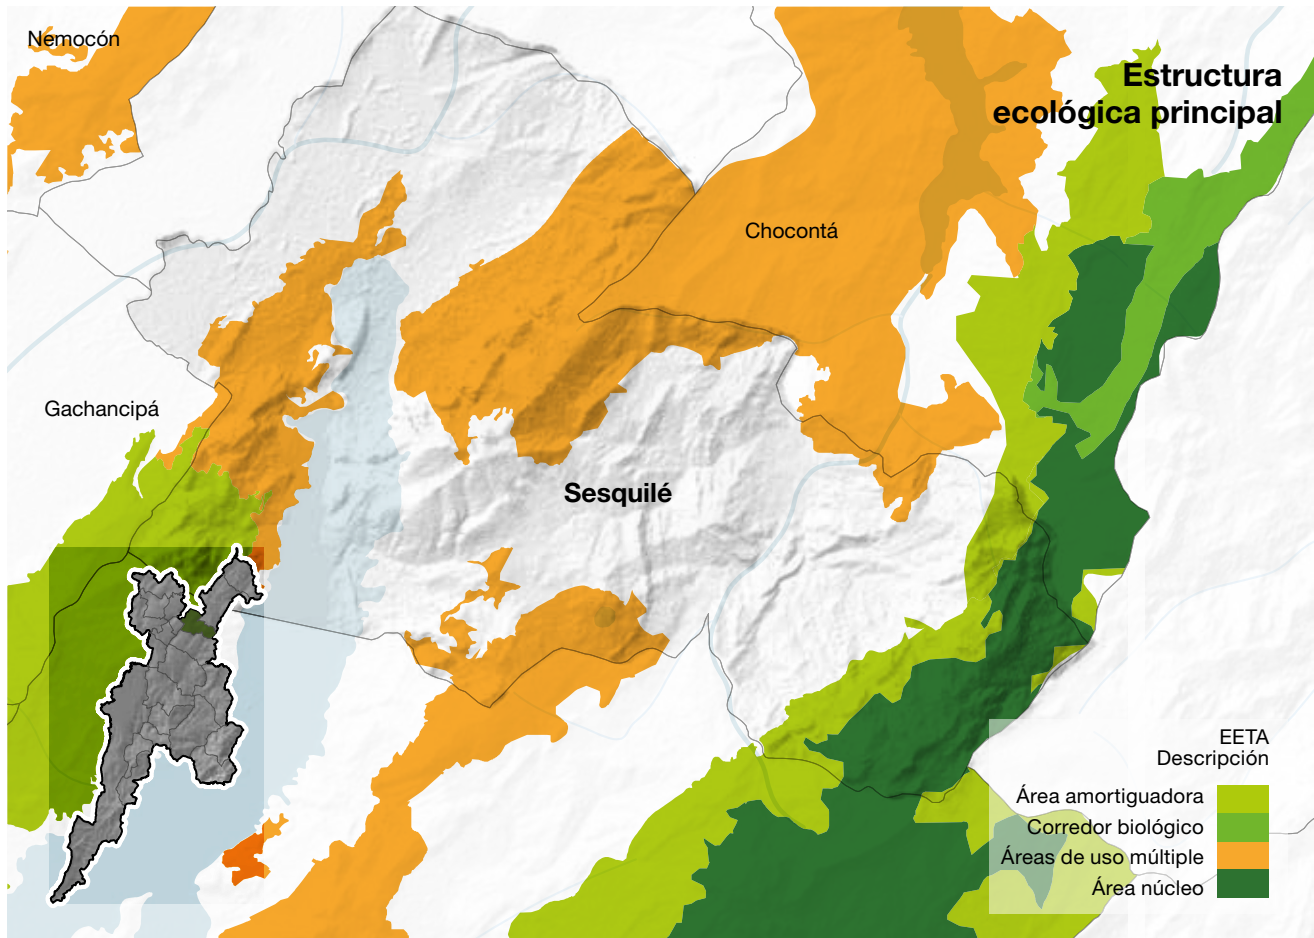 Nemocón
Estructura
ecológica principal
Chocontá
Gachancipá
Sesquilé
EETA
Descripción
Área amortiguadora
Corredor biológico
Áreas de uso múltiple
Área núcleo